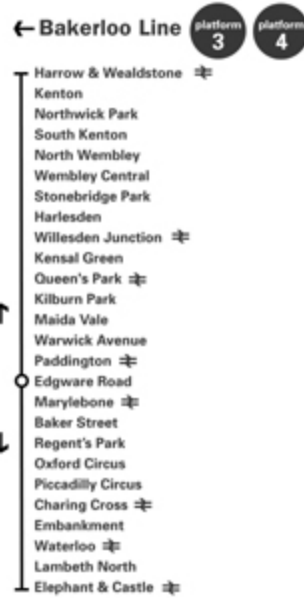 Bakerloo Line
platform
3
platform
4
Harrow & Wealdstone
Kenton
Northwick Park
South Kenton
North Wembley
Wembley Central
Stonebridge Park
Harlesden
Willesden Junction
Kensal Green
Queen's Park
Kilburn Park
Maida Vale
Warwick Avenue
Paddington
Edgware Road
Marylebone
Baker Street
Regent's Park
Oxford Circus
Piccadilly Circus
Charing Cross
Embankment
Waterloo
Lambeth North
Elephant & Castle